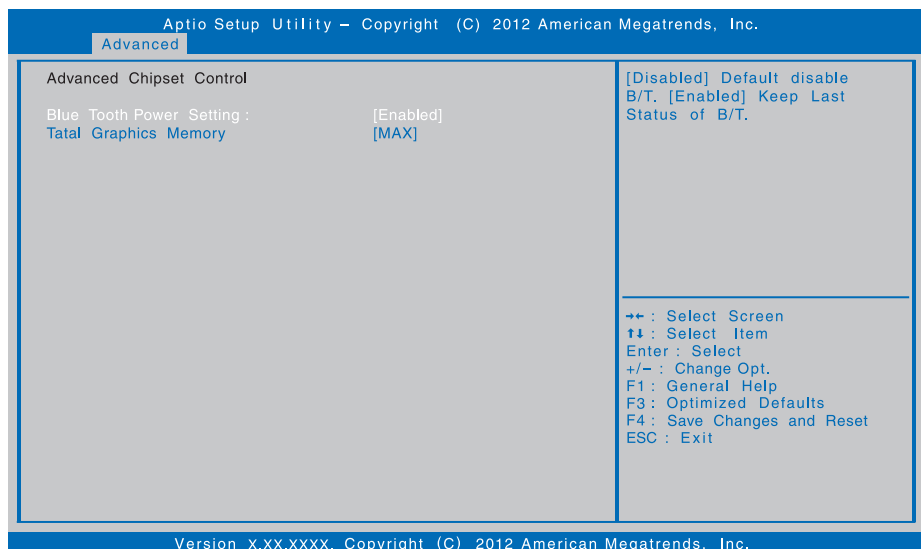 Aptio Setup Utility – Copyright (C) 2012 American Megatrends, Inc.
Advanced
Advanced Chipset Control
Blue Tooth Power Setting : [Enabled]
Tatal Graphics Memory [MAX]
[Disabled] Default disable
B/T. [Enabled] Keep Last
Status of B/T.
→← : Select Screen
↑↓ : Select Item
Enter : Select
+/– : Change Opt.
F1 : General Help
F3 : Optimized Defaults
F4 : Save Changes and Reset
ESC : Exit
Version X.XX.XXXX. Copyright (C) 2012 American Megatrends, Inc.